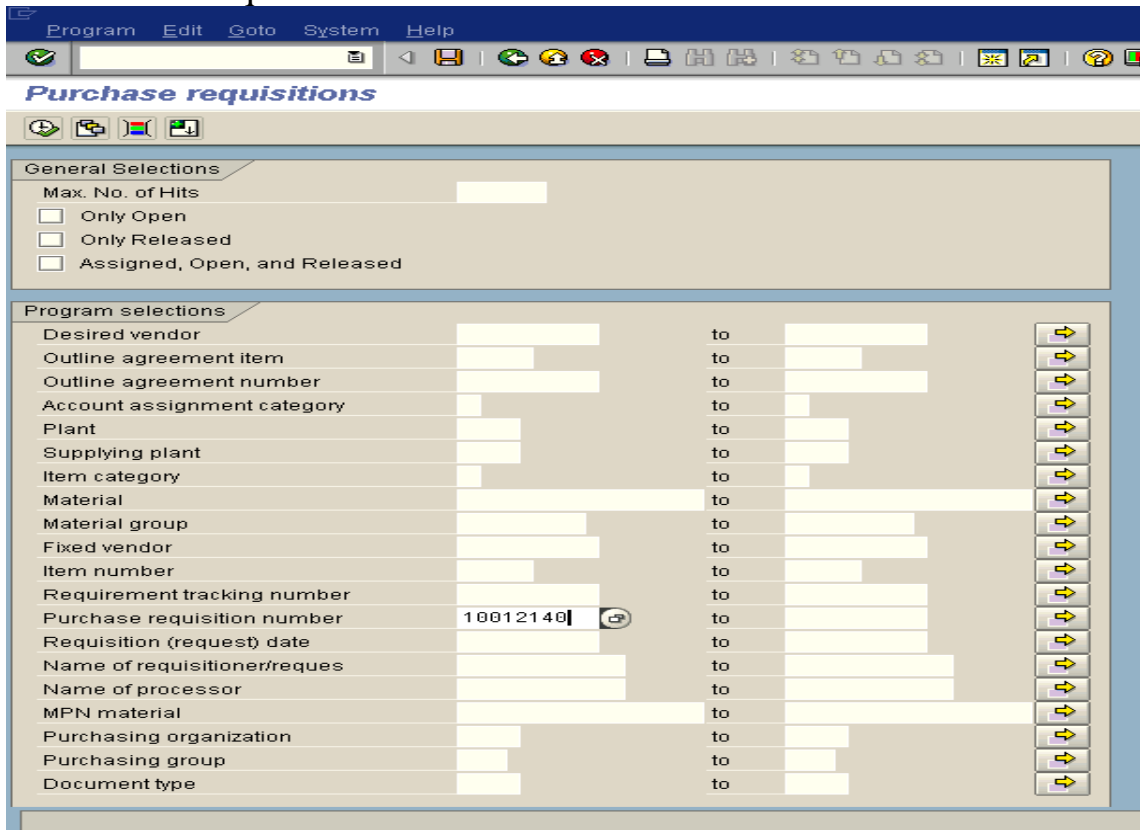 Program Edit Goto System Help
Purchase requisitions
General Selections
Max. No. of Hits
Only Open
Only Released
Assigned, Open, and Released
Program selections
Desired vendor to
Outline agreement item to
Outline agreement number to
Account assignment category to
Plant to
Supplying plant to
Item category to
Material to
Material group to
Fixed vendor to
Item number to
Requirement tracking number to
Purchase requisition number 10012140 to
Requisition (request) date to
Name of requisitioner/reques to
Name of processor to
MPN material to
Purchasing organization to
Purchasing group to
Document type to